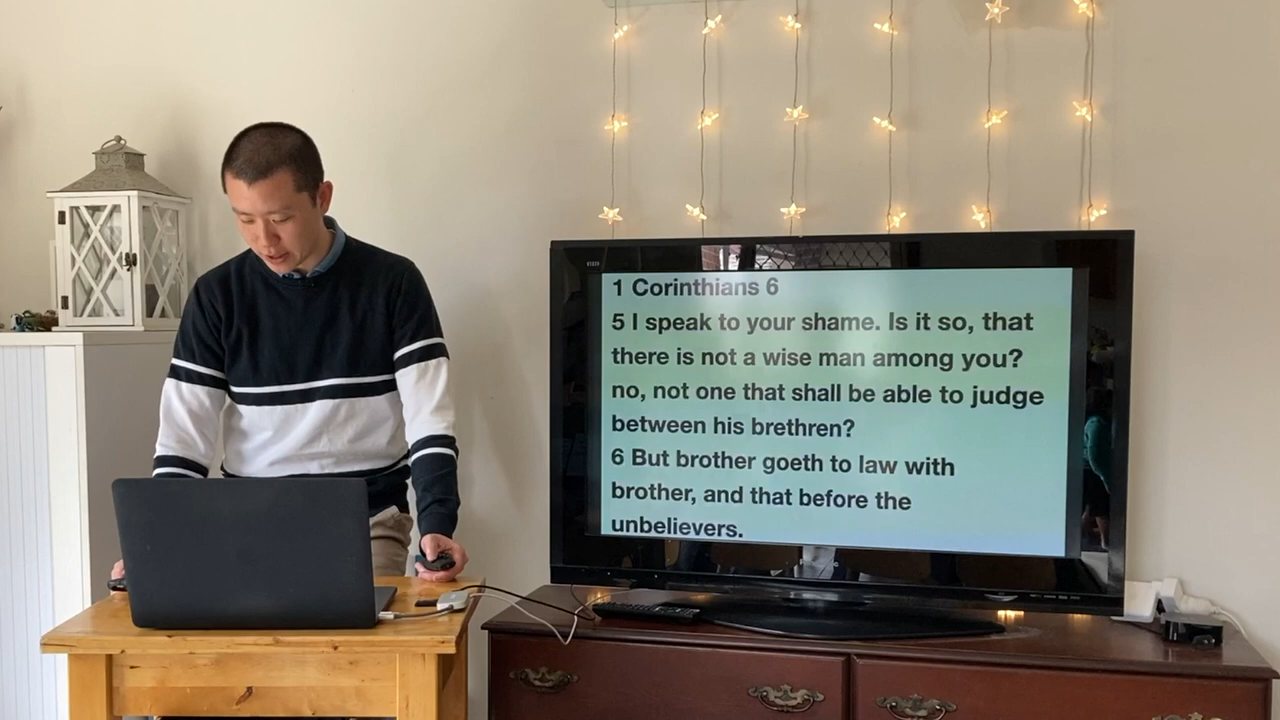 1 Corinthians 6
5 I speak to your shame. Is it so, that
there is not a wise man among you?
no, not one that shall be able to judge
between his brethren?
6 But brother goeth to law with
brother, and that before the
unbelievers.